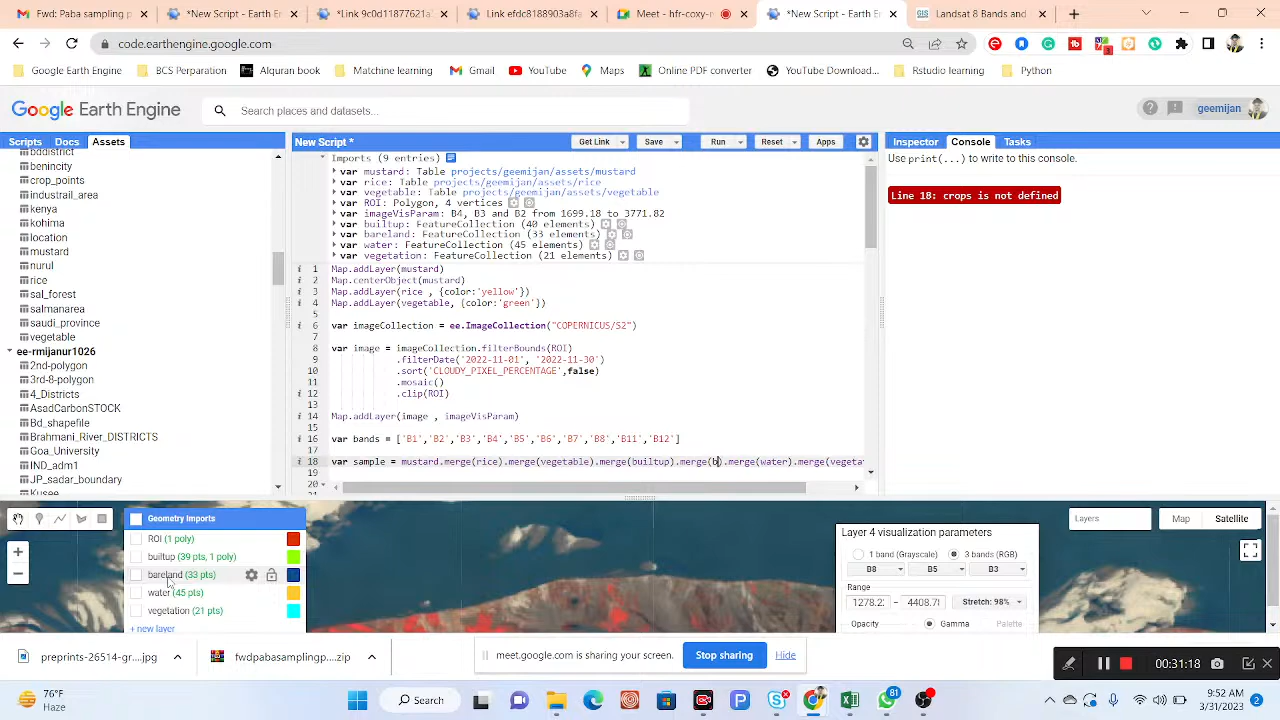 Fwd: Paba sampling
*New Script - Earth En
*Link 0c0d11877621a
Link efdc8188903a8fa
Meet - hfr-coxy-n
*New Script - Earth En
Landsat 8 Bands and
code.earthengine.google.com
Google Earth Engine
BCS Perparation
Alquran book
Matchine learning
Gmail
YouTube
Maps
Online PDF converter
YouTube Download...
Rstudio learning
Python
Google Earth Engine
Search places and datasets...
geemijan
Scripts
Docs
Assets
New Script *
Get Link
Save
Run
Reset
Apps
Inspector
Console
Tasks
bddistrict
benincity
crop_points
industrail_area
kenya
kohima
location
mustard
nurul
rice
sal_forest
salmanarea
saudi_province
vegetable
ee-rmijanur1026
2nd-polygon
3rd-8-polygon
4_Districts
AsadCarbonSTOCK
Bd_shapefile
Brahmani_River_DISTRICTS
Goa_University
IND_adm1
JP_sadar_boundary
Kusee
Imports (9 entries)
var mustard: Table projects/geemijan/assets/mustard
var rice: Table projects/geemijan/assets/rice
var vegetable: Table projects/geemijan/assets/vegetable
var ROI: Polygon, 4 vertices
var imageVisParam: B4, B3 and B2 from 1699.18 to 3771.82
var builtup: FeatureCollection (40 elements)
var bareland: FeatureCollection (33 elements)
var water: FeatureCollection (45 elements)
var vegetation: FeatureCollection (21 elements)
1 Map.addLayer(mustard)
2 Map.centerObject(mustard)
3 Map.addLayer(rice , {color:'yellow'})
4 Map.addLayer(vegetable, {color:'green'})
5
6 var imageCollection = ee.ImageCollection("COPERNICUS/S2")
7
8 var image = imageCollection.filterBounds(ROI)
9 .filterDate('2022-11-01', '2022-11-30')
10 .sort('CLOUDY_PIXEL_PERCENTAGE',false)
11 .mosaic()
12 .clip(ROI)
13
14 Map.addLayer(image , imageVisParam)
15
16 var bands = ['B1','B2','B3','B4','B5','B6','B7','B8','B11','B12']
17
18 var sample = mustard.merge(rice).merge(vegetable).merge(builtup).merge(b).merge(water).merge(vegetat
19
20
Use print(...) to write to this console.
Line 18: crops is not defined
Geometry Imports
ROI (1 poly)
builtup (39 pts, 1 poly)
bareland (33 pts)
water (45 pts)
vegetation (21 pts)
+ new layer
Layer 4 visualization parameters
1 band (Grayscale)
3 bands (RGB)
B8
B5
B3
Range
1278.2
–
4408.7
Stretch: 98%
Opacity
Gamma
Palette
Layers
Map
Satellite
preprints-26514-gr....jpg
fwdpabasamplingp....zip
meet.google.com is sharing your screen.
Stop sharing
Hide
00:31:18
76°F
Haze
Search
81
9:52 AM
3/31/2023
2